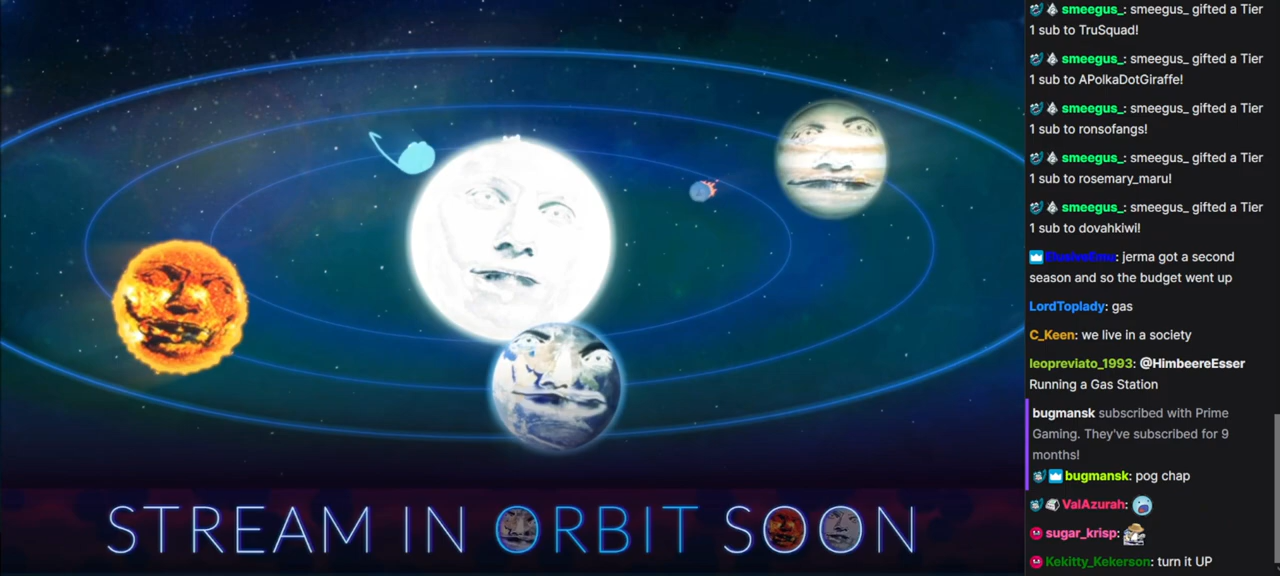 STREAM IN ORBIT SOON
smeegus_: smeegus_ gifted a Tier
1 sub to TruSquad!
smeegus_: smeegus_ gifted a Tier
1 sub to APolkaDotGiraffe!
smeegus_: smeegus_ gifted a Tier
1 sub to ronsofangs!
smeegus_: smeegus_ gifted a Tier
1 sub to rosemary_maru!
smeegus_: smeegus_ gifted a Tier
1 sub to dovahkiwi!
: jerma got a second
season and so the budget went up
LordToplady: gas
C_Keen: we live in a society
leopreviato_1993: @HimbeereEsser
Running a Gas Station
bugmansk subscribed with Prime
Gaming. They've subscribed for 9
months!
bugmansk: pog chap
ValAzurah:
sugar_krisp:
Kekitty_Kekerson: turn it UP